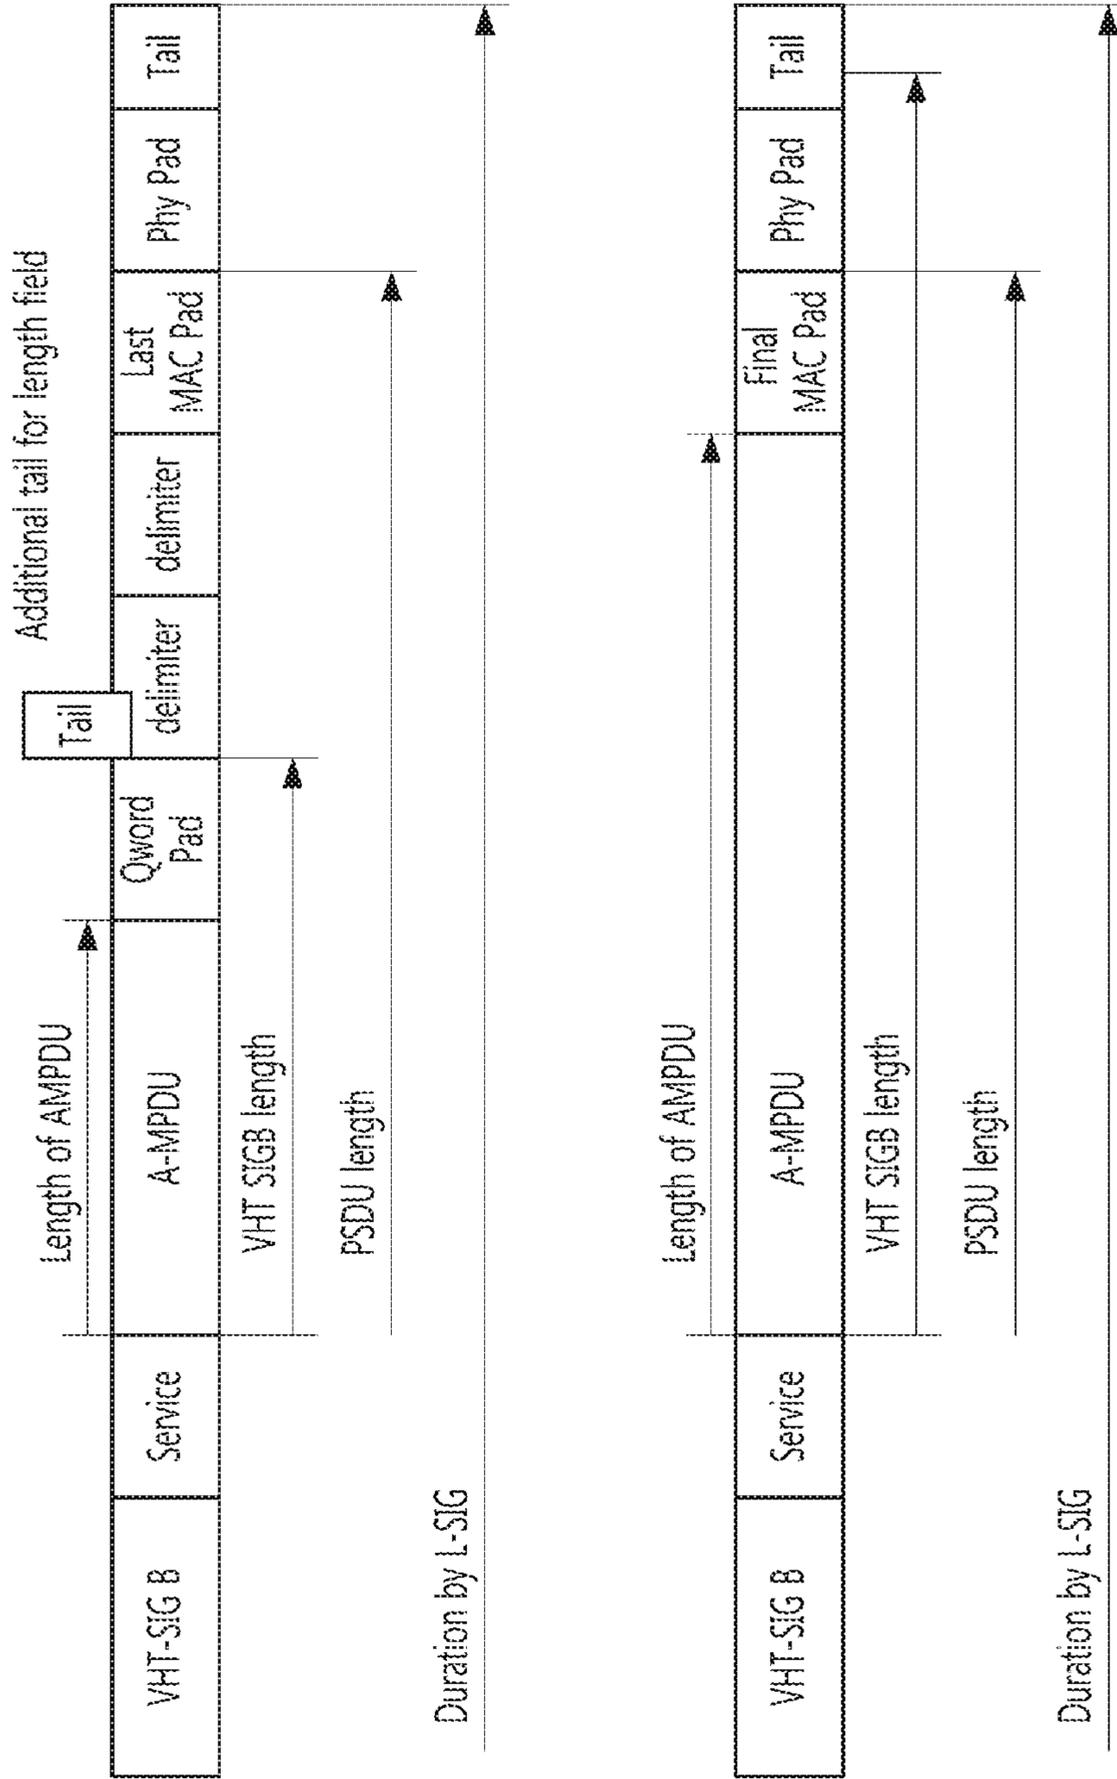 Additional tail for length field
Length of AMPDU
Tail
VHT-SIG B
Service
A-MPDU
Qword
Pad
delimiter
delimiter
Last
MAC Pad
Phy Pad
Tail
VHT SIGB length
PSDU length
Duration by L-SIG
Length of AMPDU
VHT-SIG B
Service
A-MPDU
Final
MAC Pad
Phy Pad
Tail
VHT SIGB length
PSDU length
Duration by L-SIG